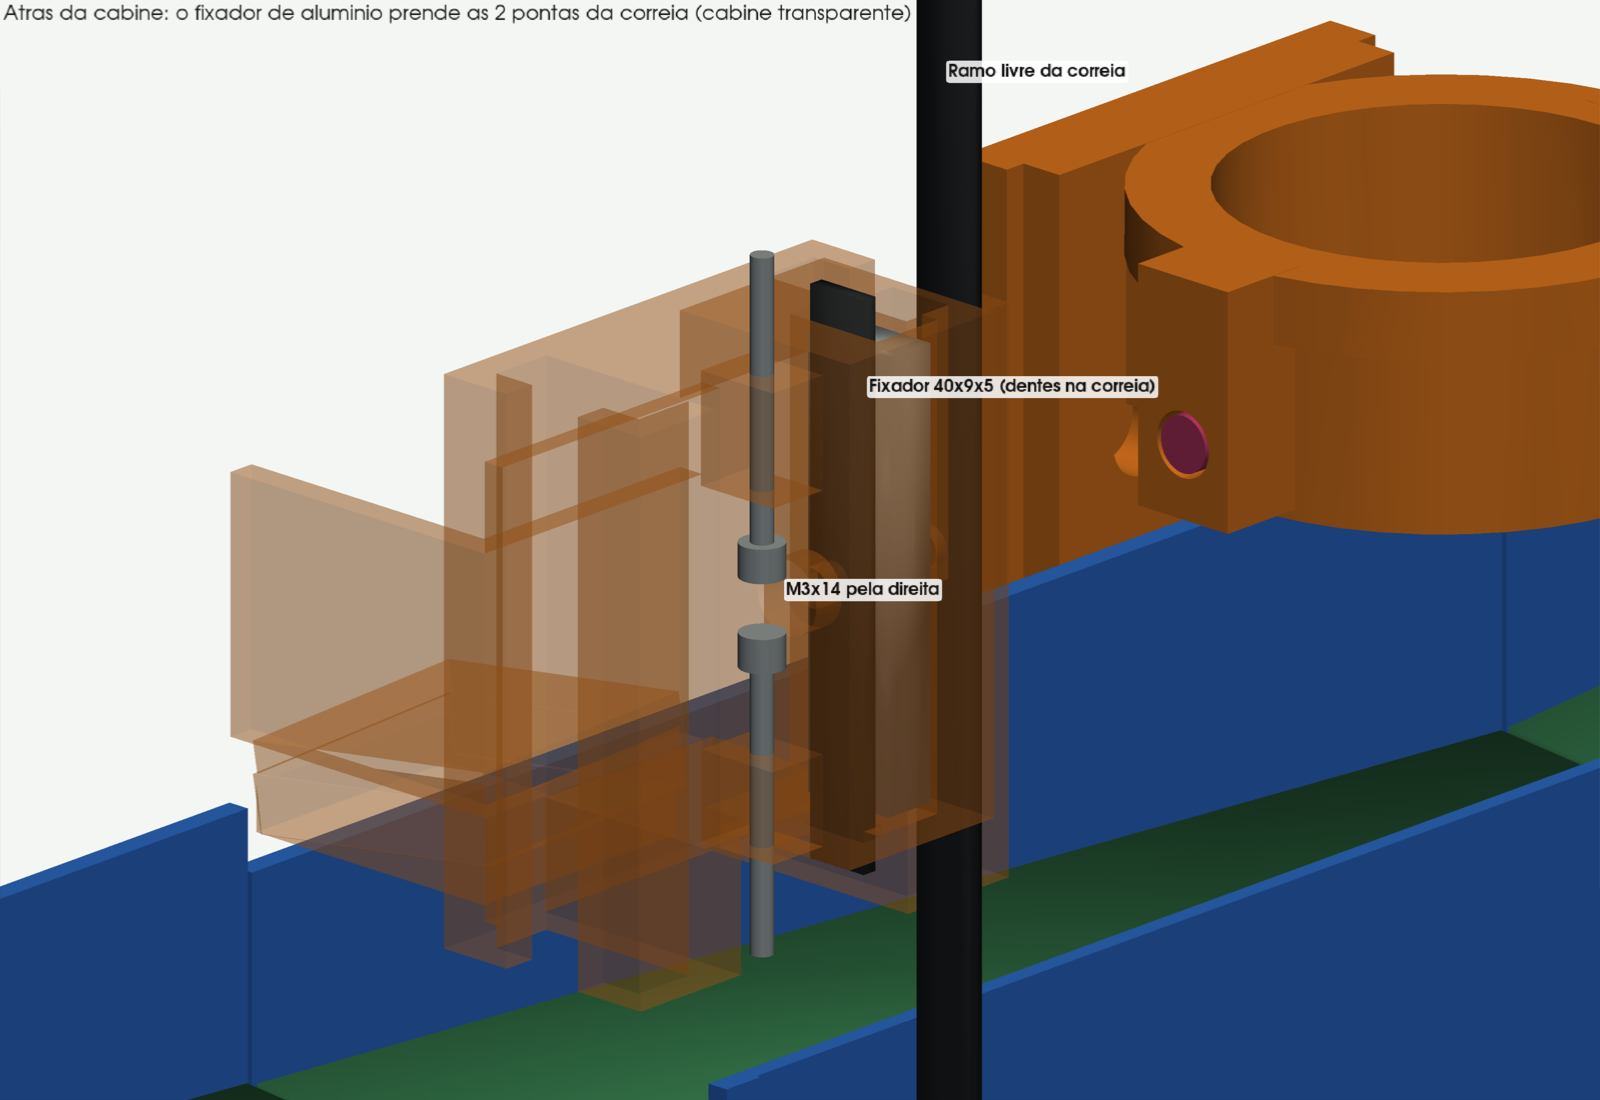 Atras da cabine: o fixador de aluminio prende as 2 pontas da correia (cabine transparente)
Ramo livre da correia
Fixador 40x9x5 (dentes na correia)
M3x14 pela direita